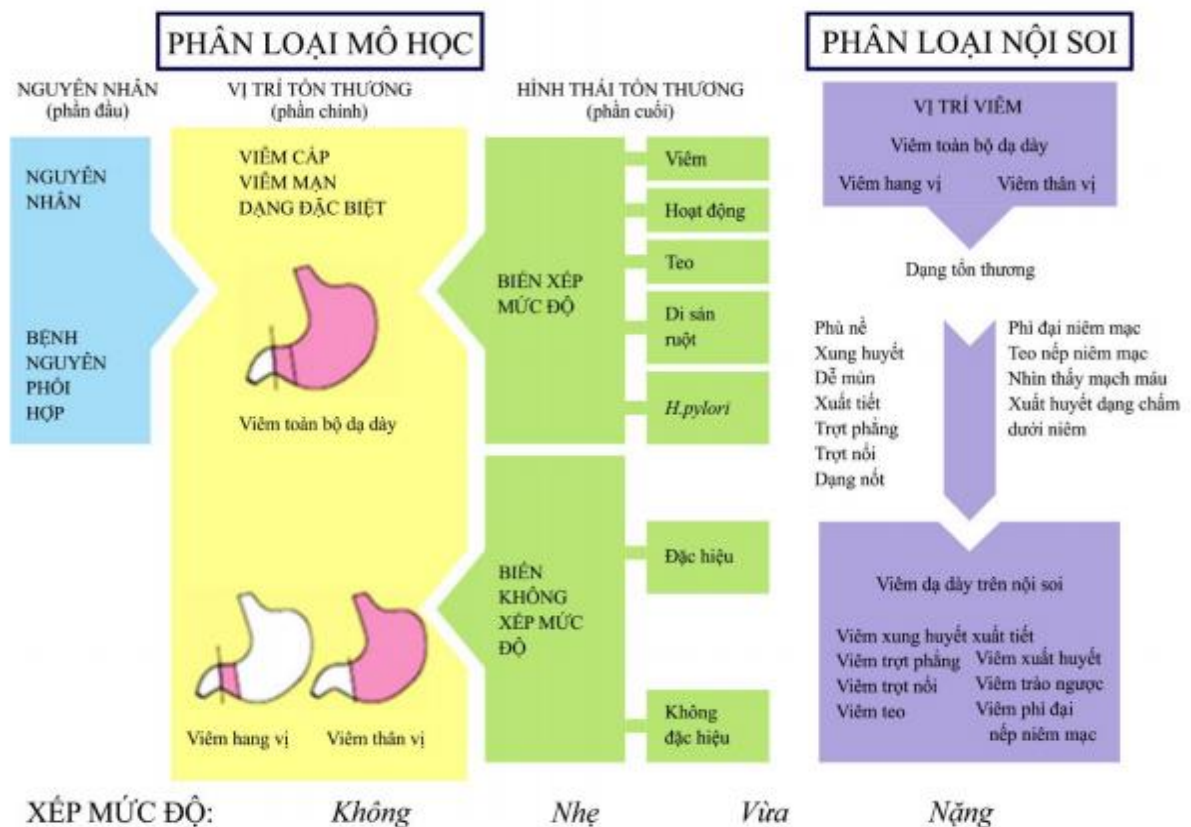 PHÂN LOẠI MÔ HỌC
NGUYÊN NHÂN
(phần đầu)
VỊ TRÍ TỔN THƯƠNG
(phần chính)
HÌNH THÁI TỔN THƯƠNG
(phần cuối)
NGUYÊN
NHÂN
BỆNH
NGUYÊN
PHỐI
HỢP
VIÊM CẤP
VIÊM MẠN
DẠNG ĐẶC BIỆT
Viêm toàn bộ dạ dày
Viêm hang vị
Viêm thân vị
BIẾN XẾP
MỨC ĐỘ
Viêm
Hoạt động
Teo
Dị sản
ruột
H.pylori
BIẾN
KHÔNG
XẾP MỨC
ĐỘ
Đặc hiệu
Không
đặc hiệu
PHÂN LOẠI NỘI SOI
VỊ TRÍ VIÊM
Viêm toàn bộ dạ dày
Viêm hang vị
Viêm thân vị
Dạng tổn thương
Phù nề
Xung huyết
Dễ mủn
Xuất tiết
Trợt phẳng
Trợt nổi
Dạng nốt
Phì đại niêm mạc
Teo nếp niêm mạc
Nhìn thấy mạch máu
Xuất huyết dạng chấm
dưới niêm
Viêm dạ dày trên nội soi
Viêm xung huyết xuất tiết
Viêm trợt phẳng
Viêm trợt nổi
Viêm teo
Viêm xuất huyết
Viêm trào ngược
Viêm phì đại
nếp niêm mạc
XẾP MỨC ĐỘ: Không Nhẹ Vừa Nặng